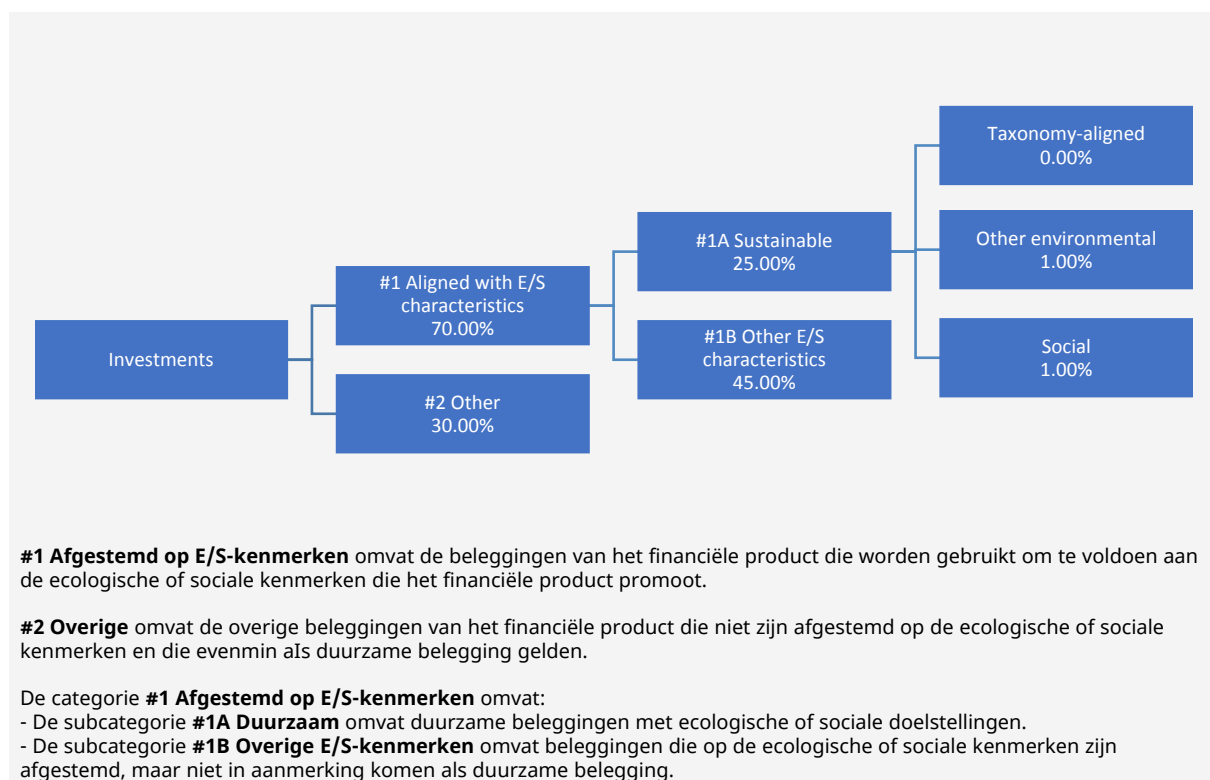 Investments
#1 Aligned with E/S
characteristics
70.00%
#2 Other
30.00%
#1A Sustainable
25.00%
#1B Other E/S
characteristics
45.00%
Taxonomy-aligned
0.00%
Other environmental
1.00%
Social
1.00%
#1 Afgestemd op E/S-kenmerken omvat de beleggingen van het financiële product die worden gebruikt om te voldoen aan
de ecologische of sociale kenmerken die het financiële product promoot.
#2 Overige omvat de overige beleggingen van het financiële product die niet zijn afgestemd op de ecologische of sociale
kenmerken en die evenmin aIs duurzame belegging gelden.
De categorie #1 Afgestemd op E/S-kenmerken omvat:
- De subcategorie #1A Duurzaam omvat duurzame beleggingen met ecologische of sociale doelstellingen.
- De subcategorie #1B Overige E/S-kenmerken omvat beleggingen die op de ecologische of sociale kenmerken zijn
afgestemd, maar niet in aanmerking komen als duurzame belegging.